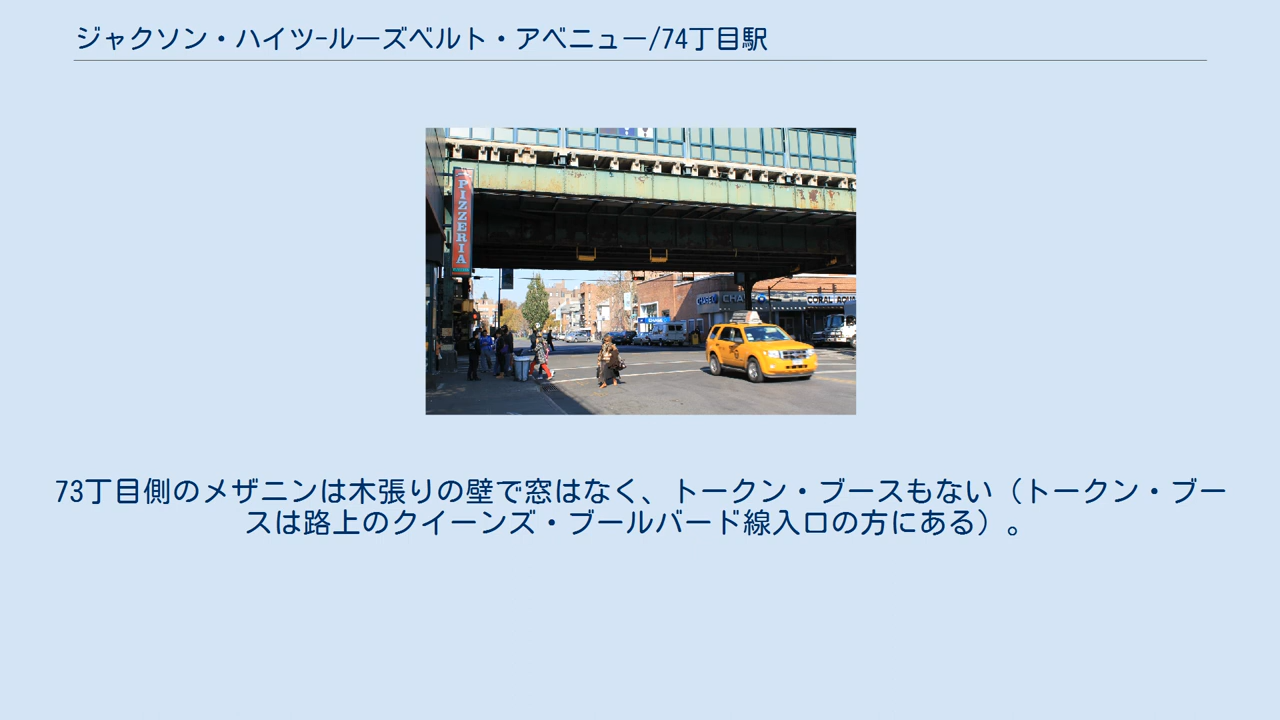 ジャクソン・ハイツ-ルーズベルト・アベニュー/74丁目駅
PIZZERIA
73丁目側のメザニンは木張りの壁で窓はなく、トークン・ブースもない（トークン・ブー
スは路上のクイーンズ・ブールバード線入口の方にある）。